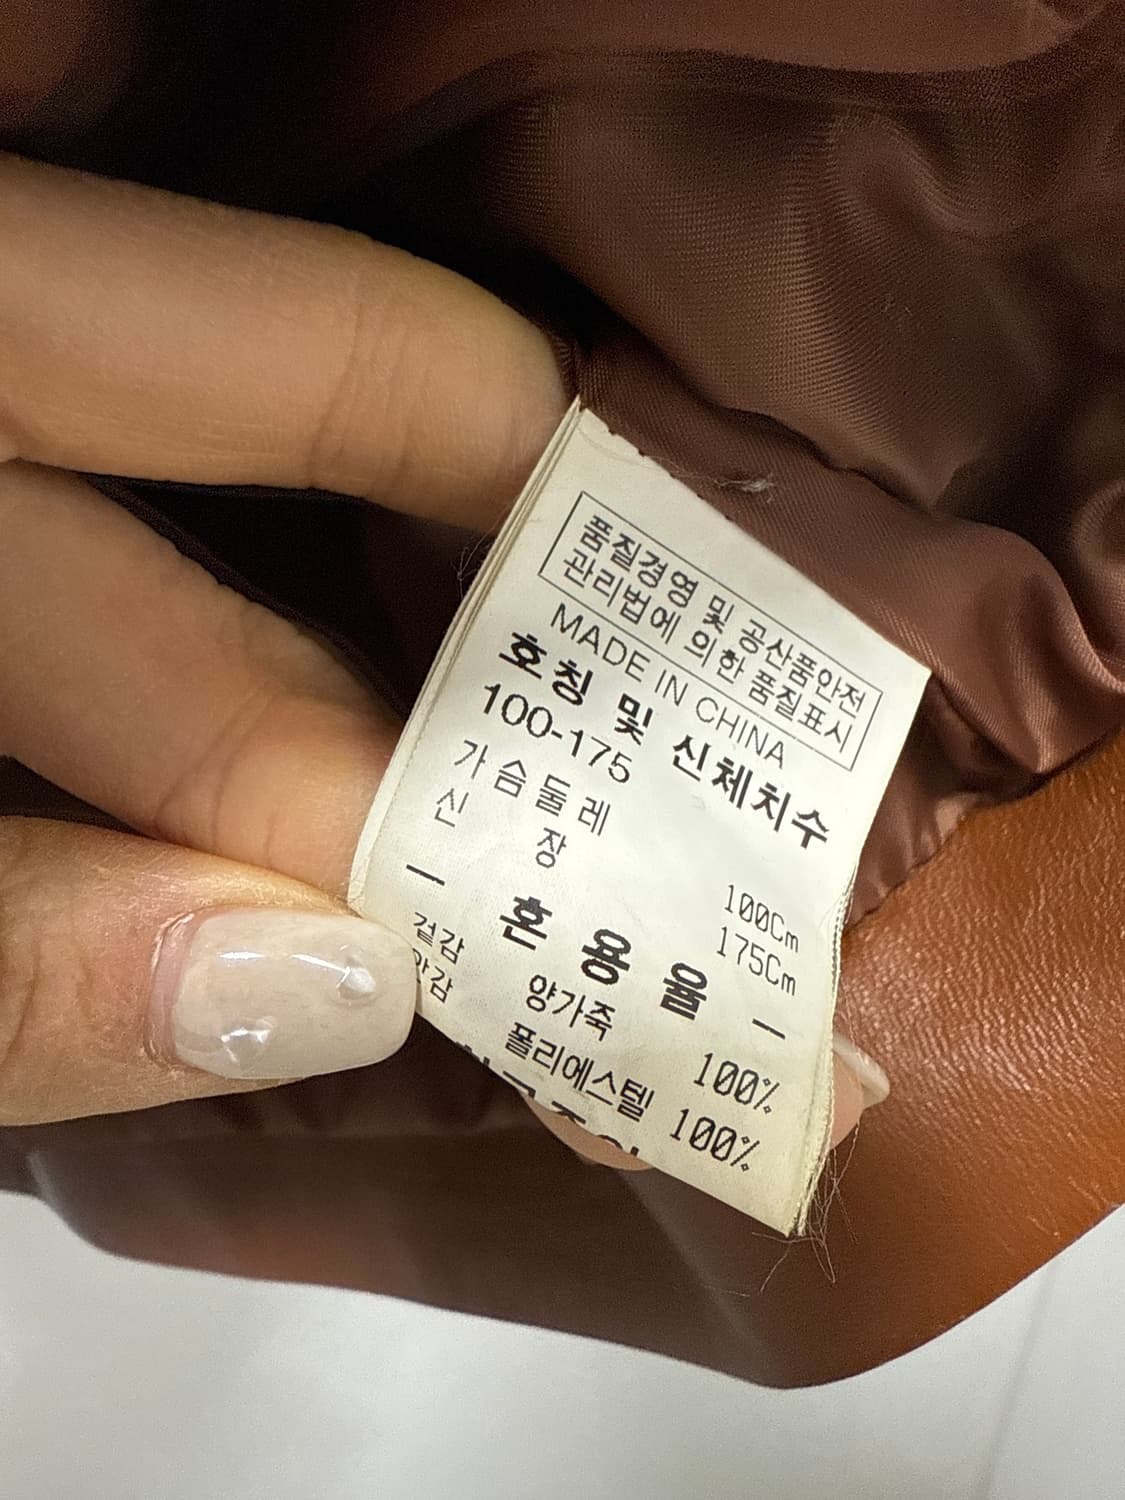 품질경영 및 공산품안전
관리법에 의한 품질표시
MADE IN CHINA
호칭 및 신체치수
100-175
가슴둘레 100Cm
신 장 175Cm
— 혼 용 율 —
겉감 양가죽 100%
안감 폴리에스텔 100%